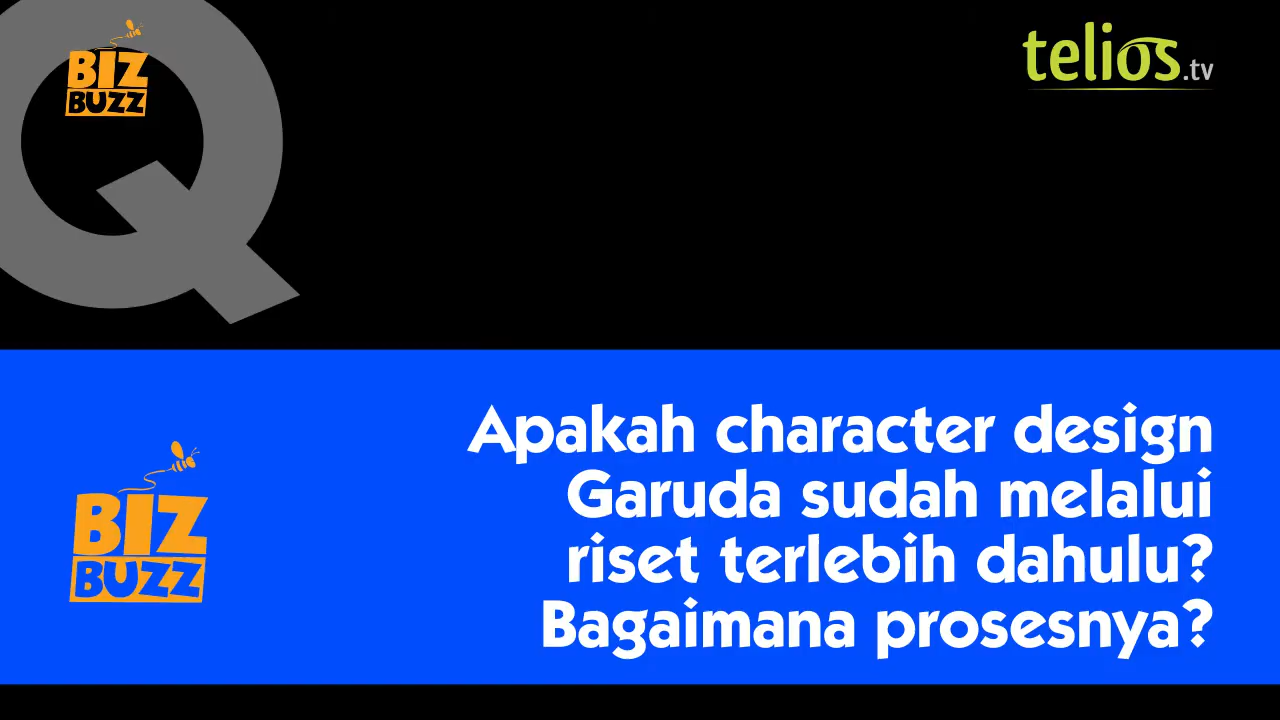 Q
BIZ
BUZZ
telios.tv
Apakah character design
Garuda sudah melalui
riset terlebih dahulu?
Bagaimana prosesnya?
BIZ
BUZZ